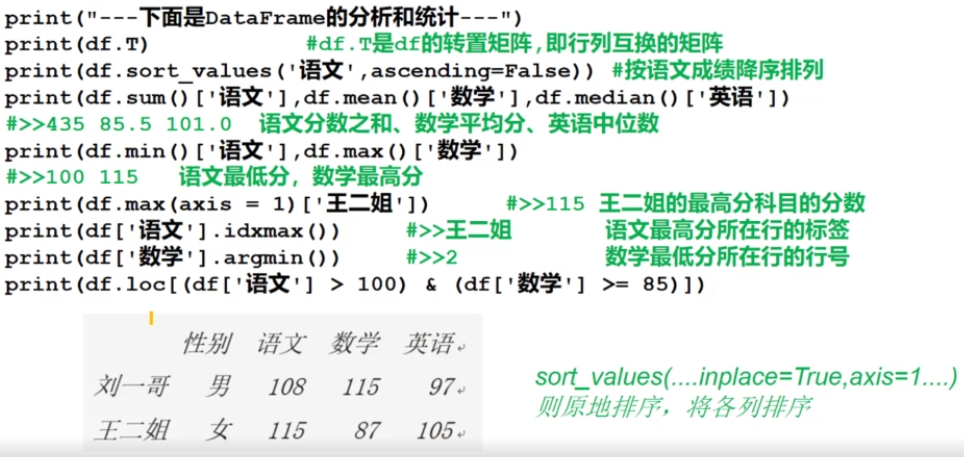 print("---下面是DataFrame的分析和统计---")
print(df.T) #df.T是df的转置矩阵,即行列互换的矩阵
print(df.sort_values('语文',ascending=False)) #按语文成绩降序排列
print(df.sum()['语文'],df.mean()['数学'],df.median()['英语'])
#>>435 85.5 101.0 语文分数之和、数学平均分、英语中位数
print(df.min()['语文'],df.max()['数学'])
#>>100 115 语文最低分，数学最高分
print(df.max(axis = 1)['王二姐']) #>>115 王二姐的最高分科目的分数
print(df['语文'].idxmax()) #>>王二姐 语文最高分所在行的标签
print(df['数学'].argmin()) #>>2 数学最低分所在行的行号
print(df.loc[(df['语文'] > 100) & (df['数学'] >= 85)])
性别 语文 数学 英语
刘一哥 男 108 115 97
王二姐 女 115 87 105
sort_values(....inplace=True,axis=1....)
则原地排序，将各列排序